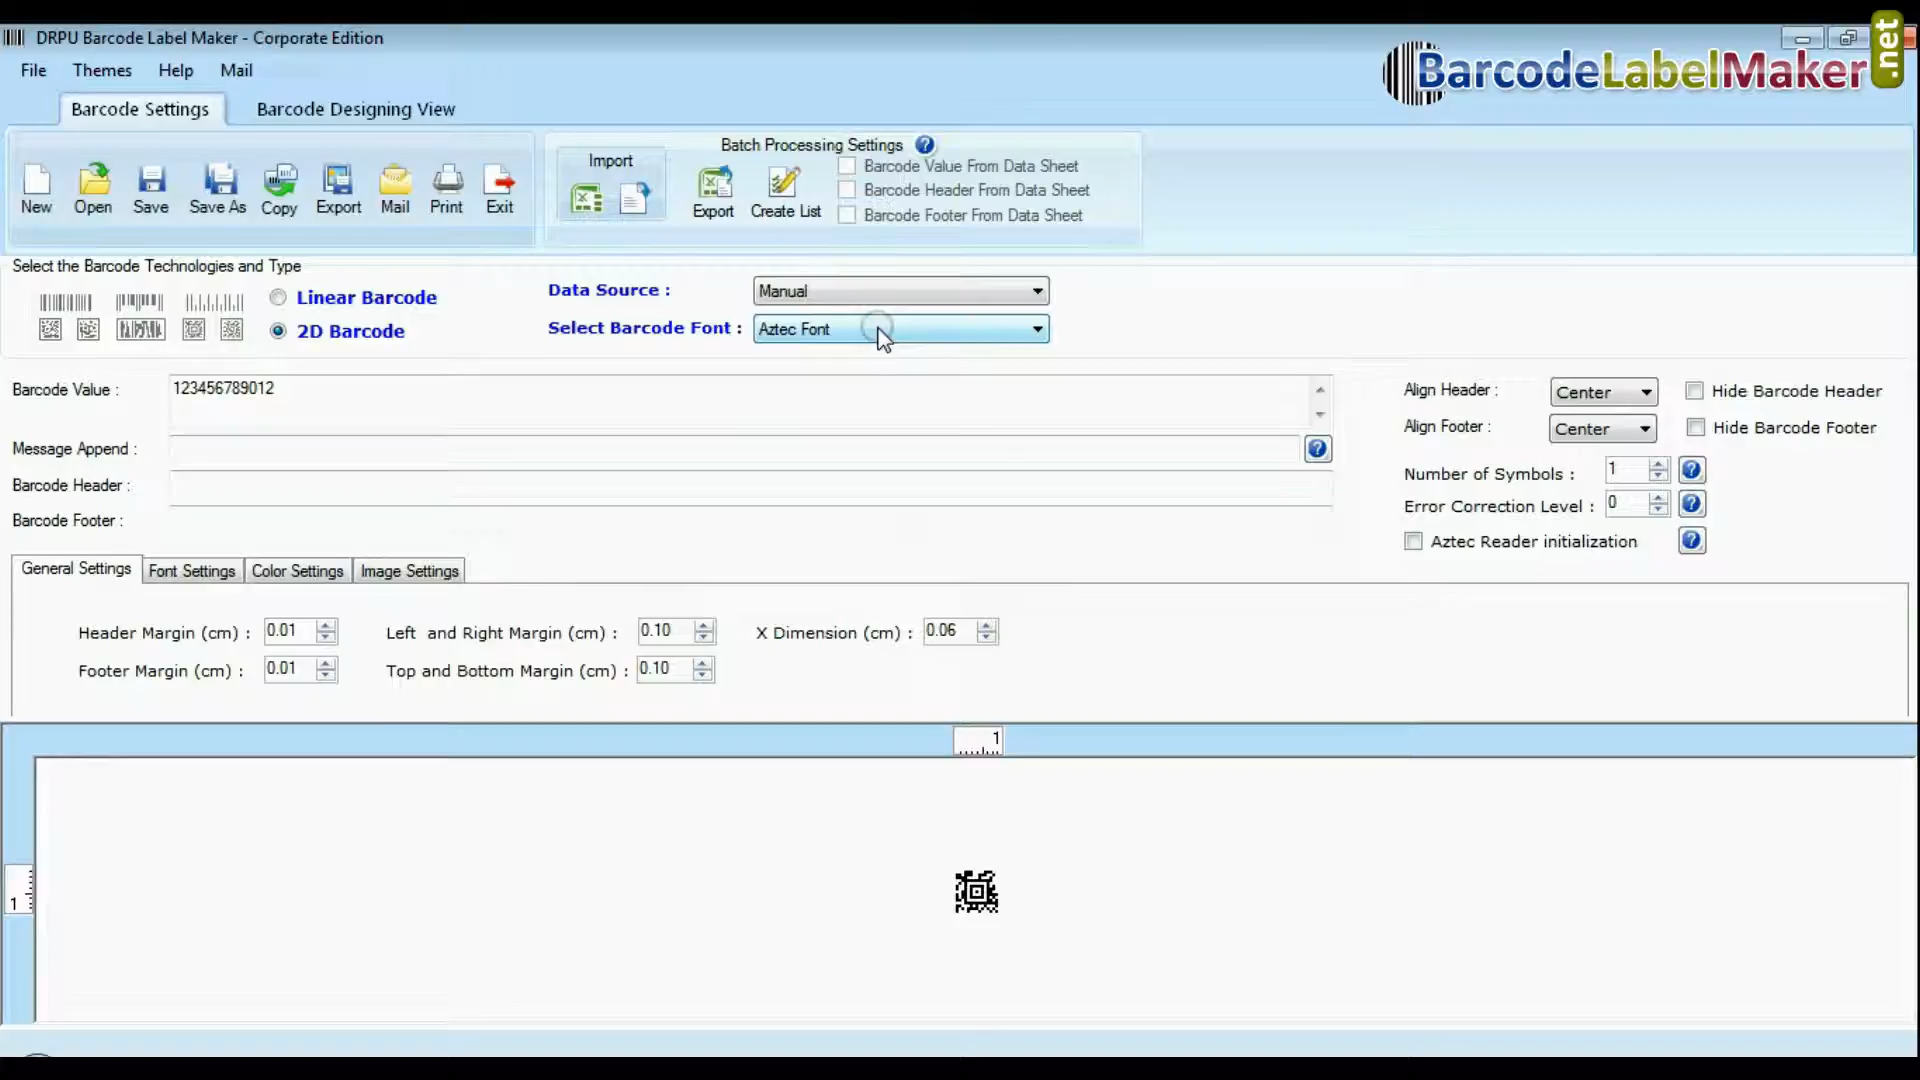 DRPU Barcode Label Maker - Corporate Edition
BarcodeLabelMaker.net
File Themes Help Mail
Barcode Settings Barcode Designing View
New Open Save Save As Copy Export Mail Print Exit
Import
Batch Processing Settings ?
Export Create List
Barcode Value From Data Sheet
Barcode Header From Data Sheet
Barcode Footer From Data Sheet
Select the Barcode Technologies and Type
Linear Barcode
2D Barcode
Data Source : Manual
Select Barcode Font : Aztec Font
Barcode Value : 123456789012
Message Append : ?
Barcode Header :
Barcode Footer :
Align Header : Center Hide Barcode Header
Align Footer : Center Hide Barcode Footer
Number of Symbols : 1 ?
Error Correction Level : 0 ?
Aztec Reader initialization ?
General Settings Font Settings Color Settings Image Settings
Header Margin (cm) : 0.01 Left and Right Margin (cm) : 0.10 X Dimension (cm) : 0.06
Footer Margin (cm) : 0.01 Top and Bottom Margin (cm) : 0.10
1
1